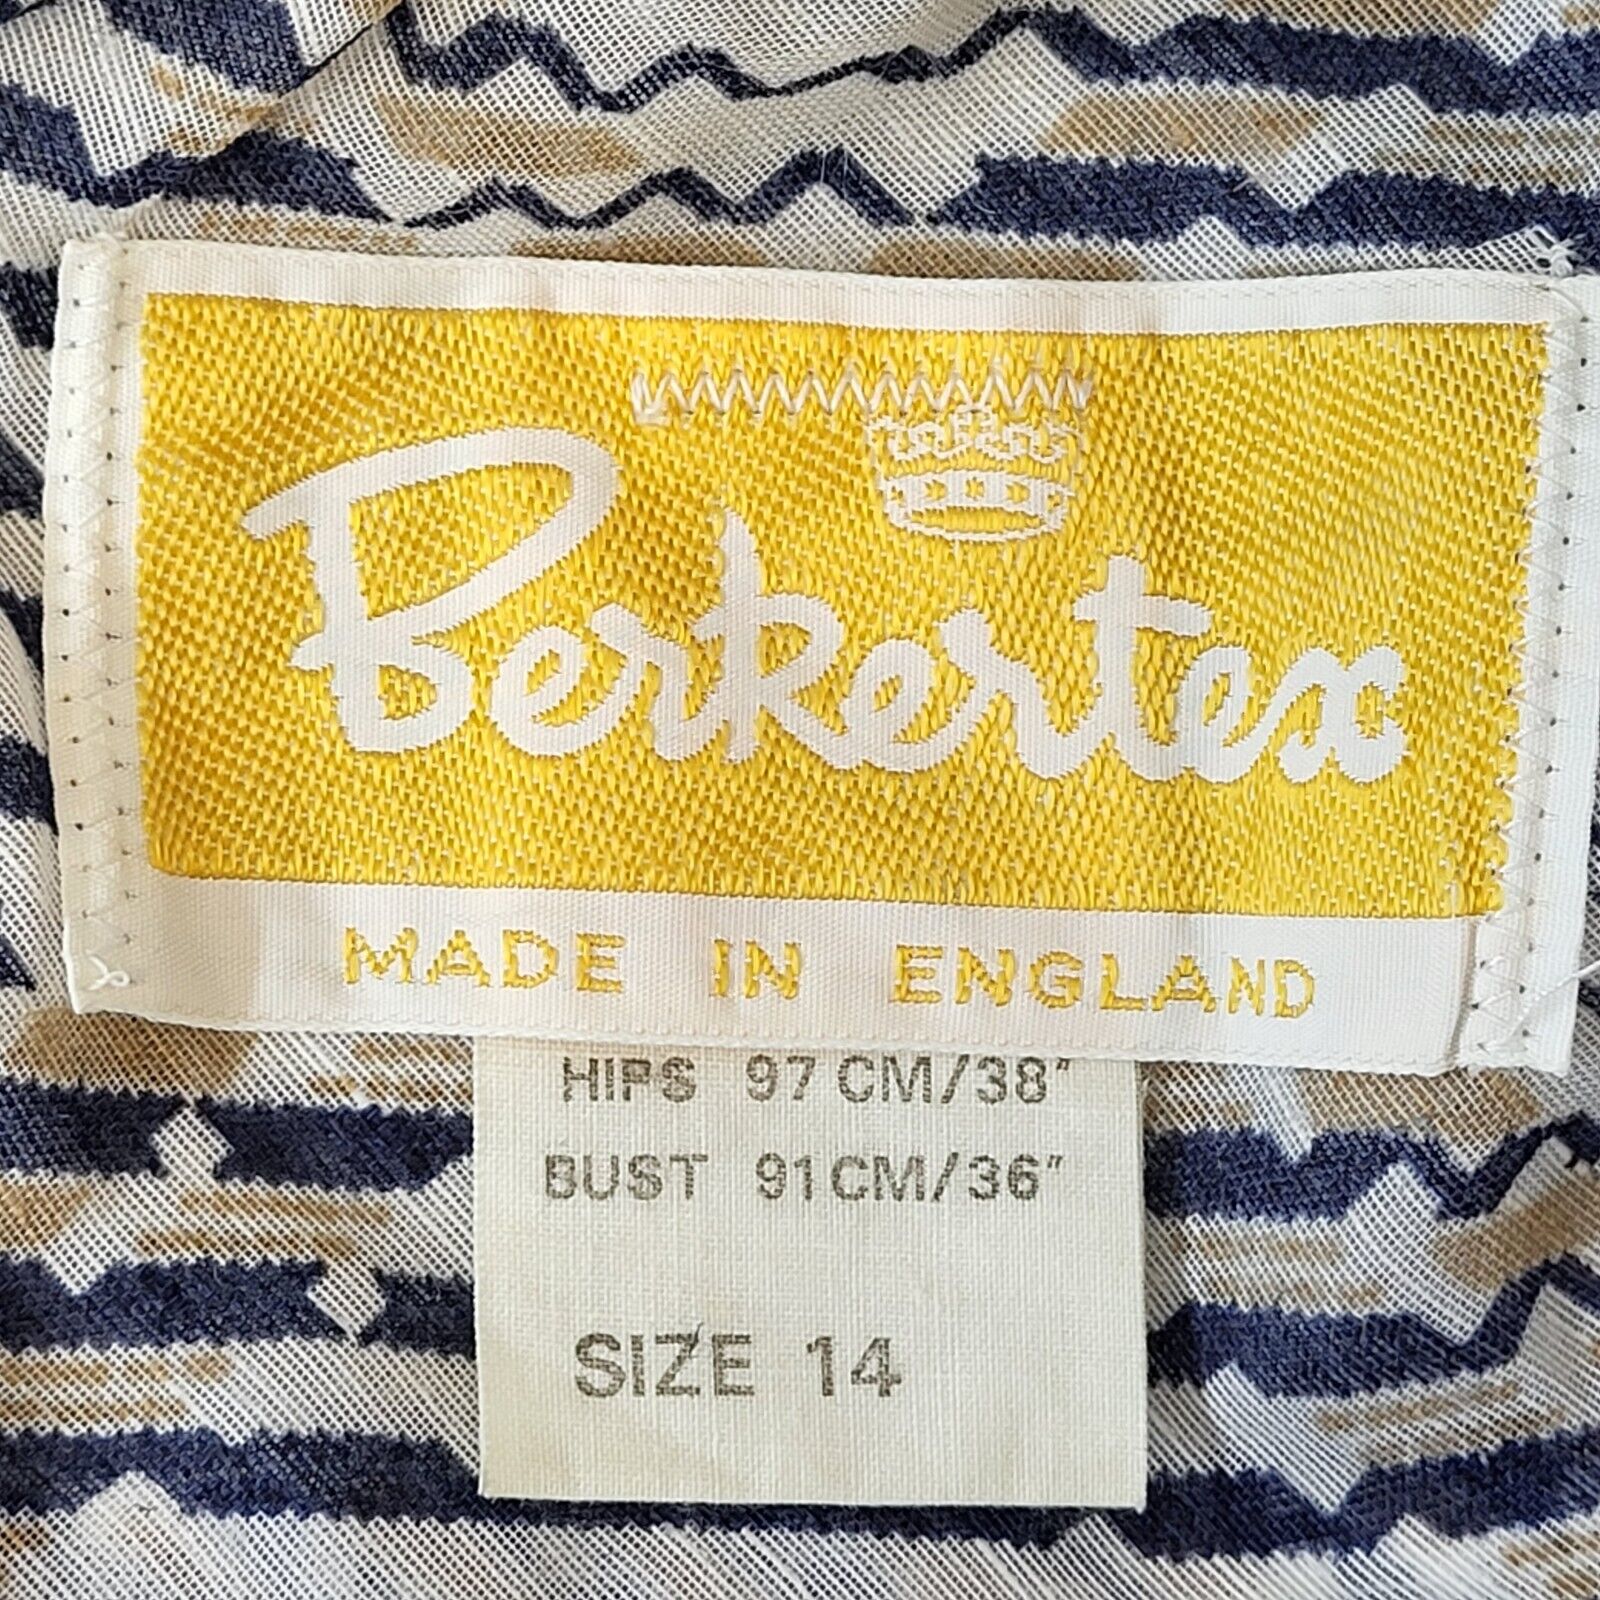 Berkertex
MADE IN ENGLAND
HIPS 97 CM/38"
BUST 91 CM/36"
SIZE 14